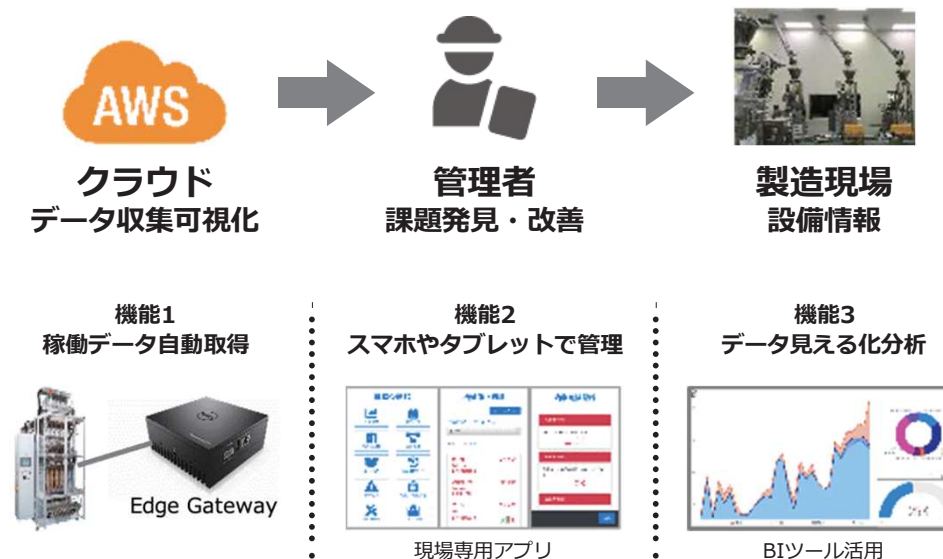 AWS
クラウド
データ収集可視化
管理者
課題発見・改善
製造現場
設備情報
機能1
稼働データ自動取得
Edge Gateway
機能2
スマホやタブレットで管理
現場専用アプリ
機能3
データ見える化分析
BIツール活用